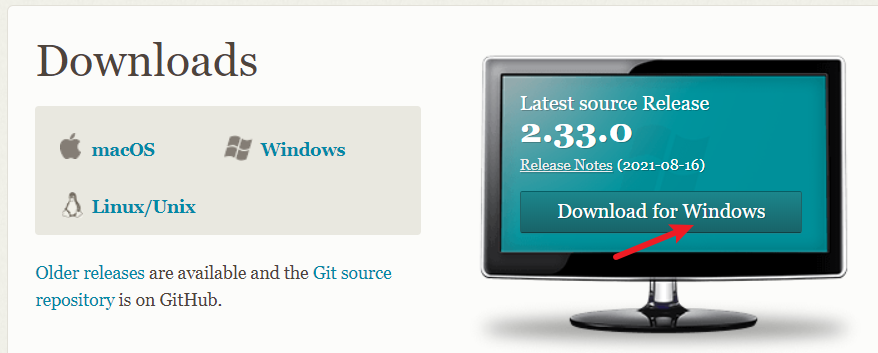 Downloads
macOS
Windows
Linux/Unix
Older releases are available and the Git source
repository is on GitHub.
Latest source Release
2.33.0
Release Notes (2021-08-16)
Download for Windows